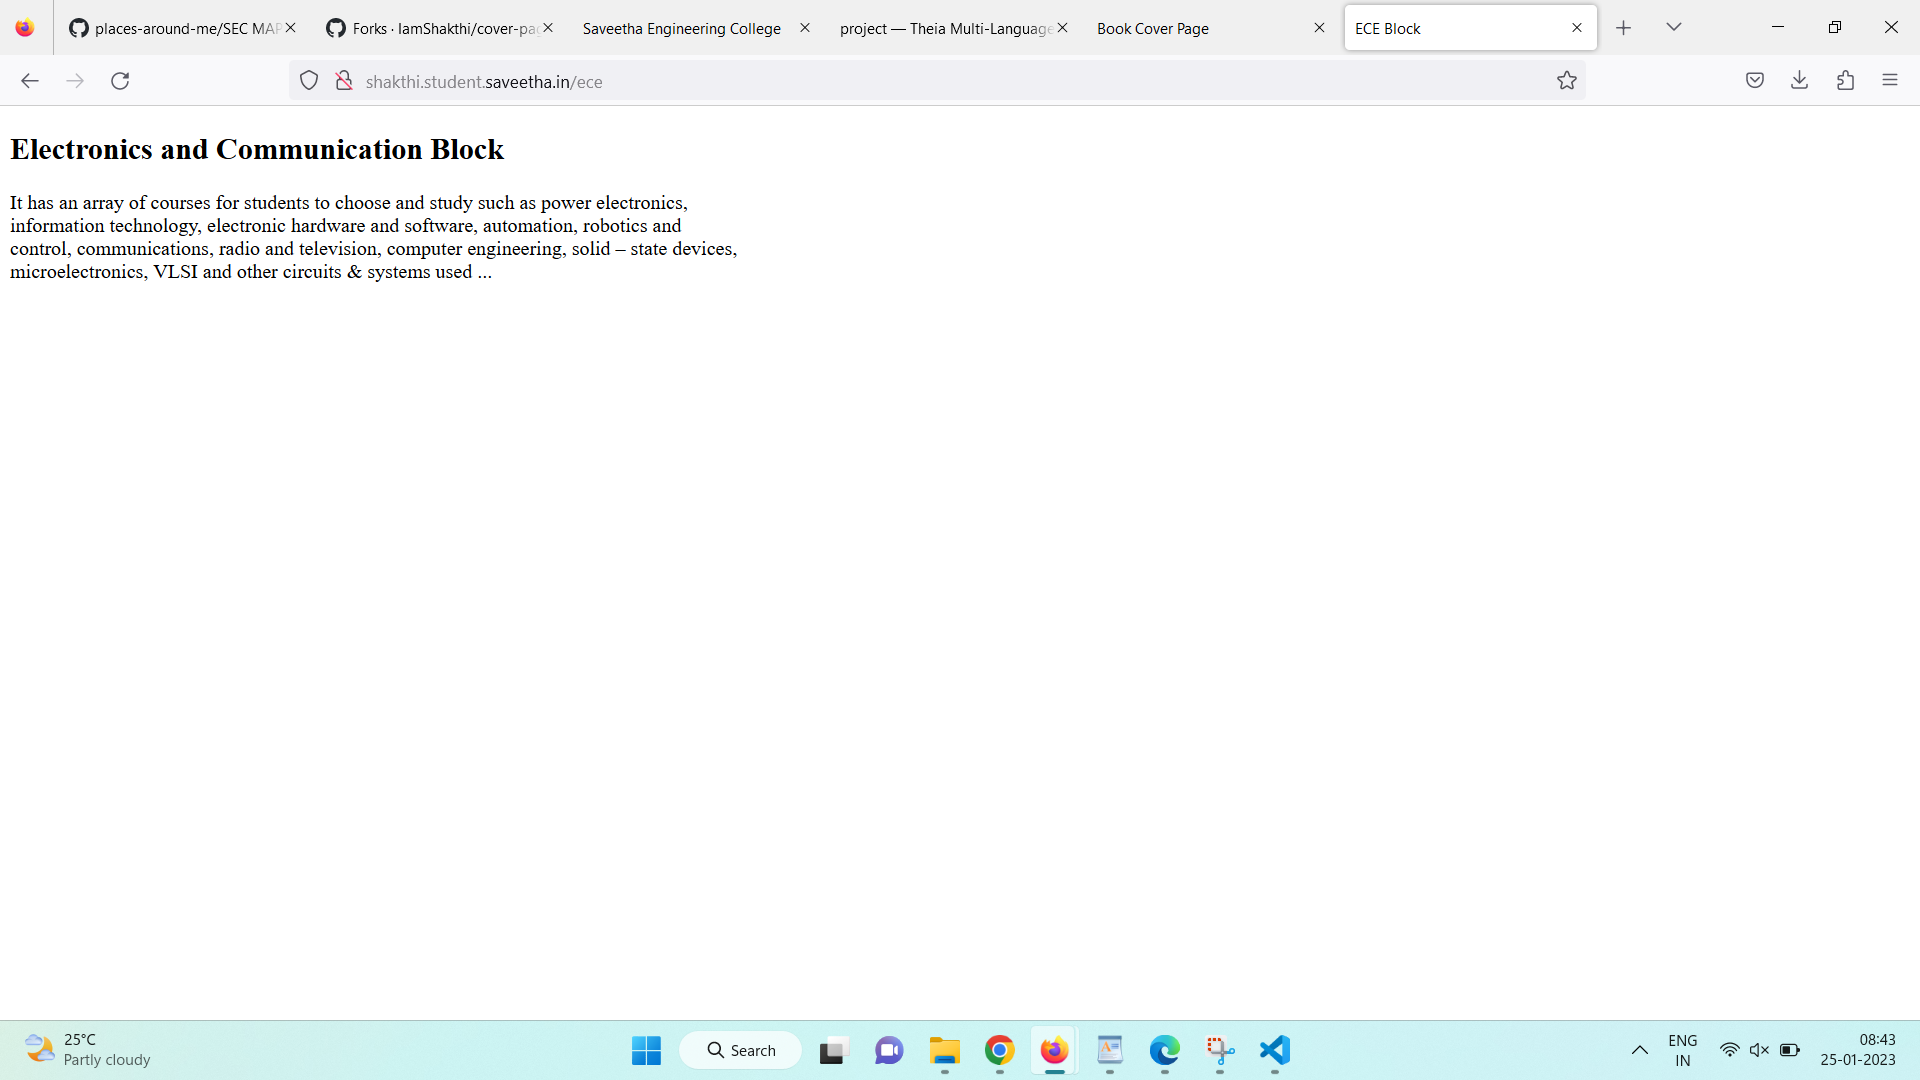 places-around-me/SEC MAP
Forks · IamShakthi/cover-pag
Saveetha Engineering College
project — Theia Multi-Language
Book Cover Page
ECE Block
shakthi.student.saveetha.in/ece
Electronics and Communication Block
It has an array of courses for students to choose and study such as power electronics,
information technology, electronic hardware and software, automation, robotics and
control, communications, radio and television, computer engineering, solid – state devices,
microelectronics, VLSI and other circuits & systems used ...
25°C
Partly cloudy
Search
ENG
IN
08:43
25-01-2023